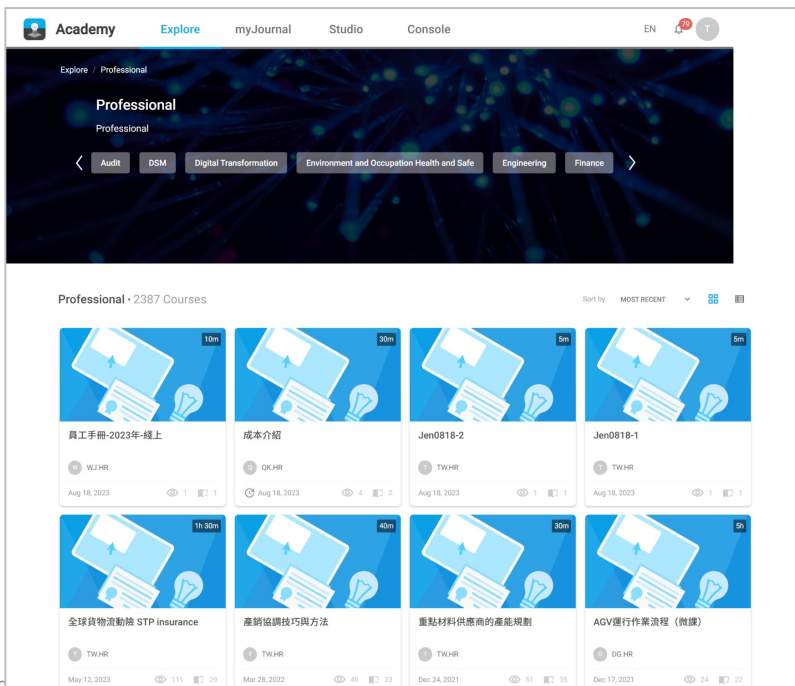 Academy Explore myJournal Studio Console EN 79 T
Explore / Professional
Professional
Professional
Audit DSM Digital Transformation Environment and Occupation Health and Safe Engineering Finance
Professional • 2387 Courses Sort by MOST RECENT
10m 30m 5m 5m
員工手冊-2023年-綫上 成本介紹 Jen0818-2 Jen0818-1
W WJ.HR Q QK.HR T TW.HR T TW.HR
Aug 18, 2023 1 1 Aug 18, 2023 4 2 Aug 18, 2023 1 1 Aug 18, 2023 1 1
1h 30m 40m 30m 5h
全球貨物流動險 STP insurance 產銷協調技巧與方法 重點材料供應商的產能規劃 AGV運行作業流程（微課）
T TW.HR T TW.HR T TW.HR D DG.HR
May 12, 2023 111 29 Mar 28, 2022 49 23 Dec 24, 2021 51 35 Dec 17, 2021 24 22